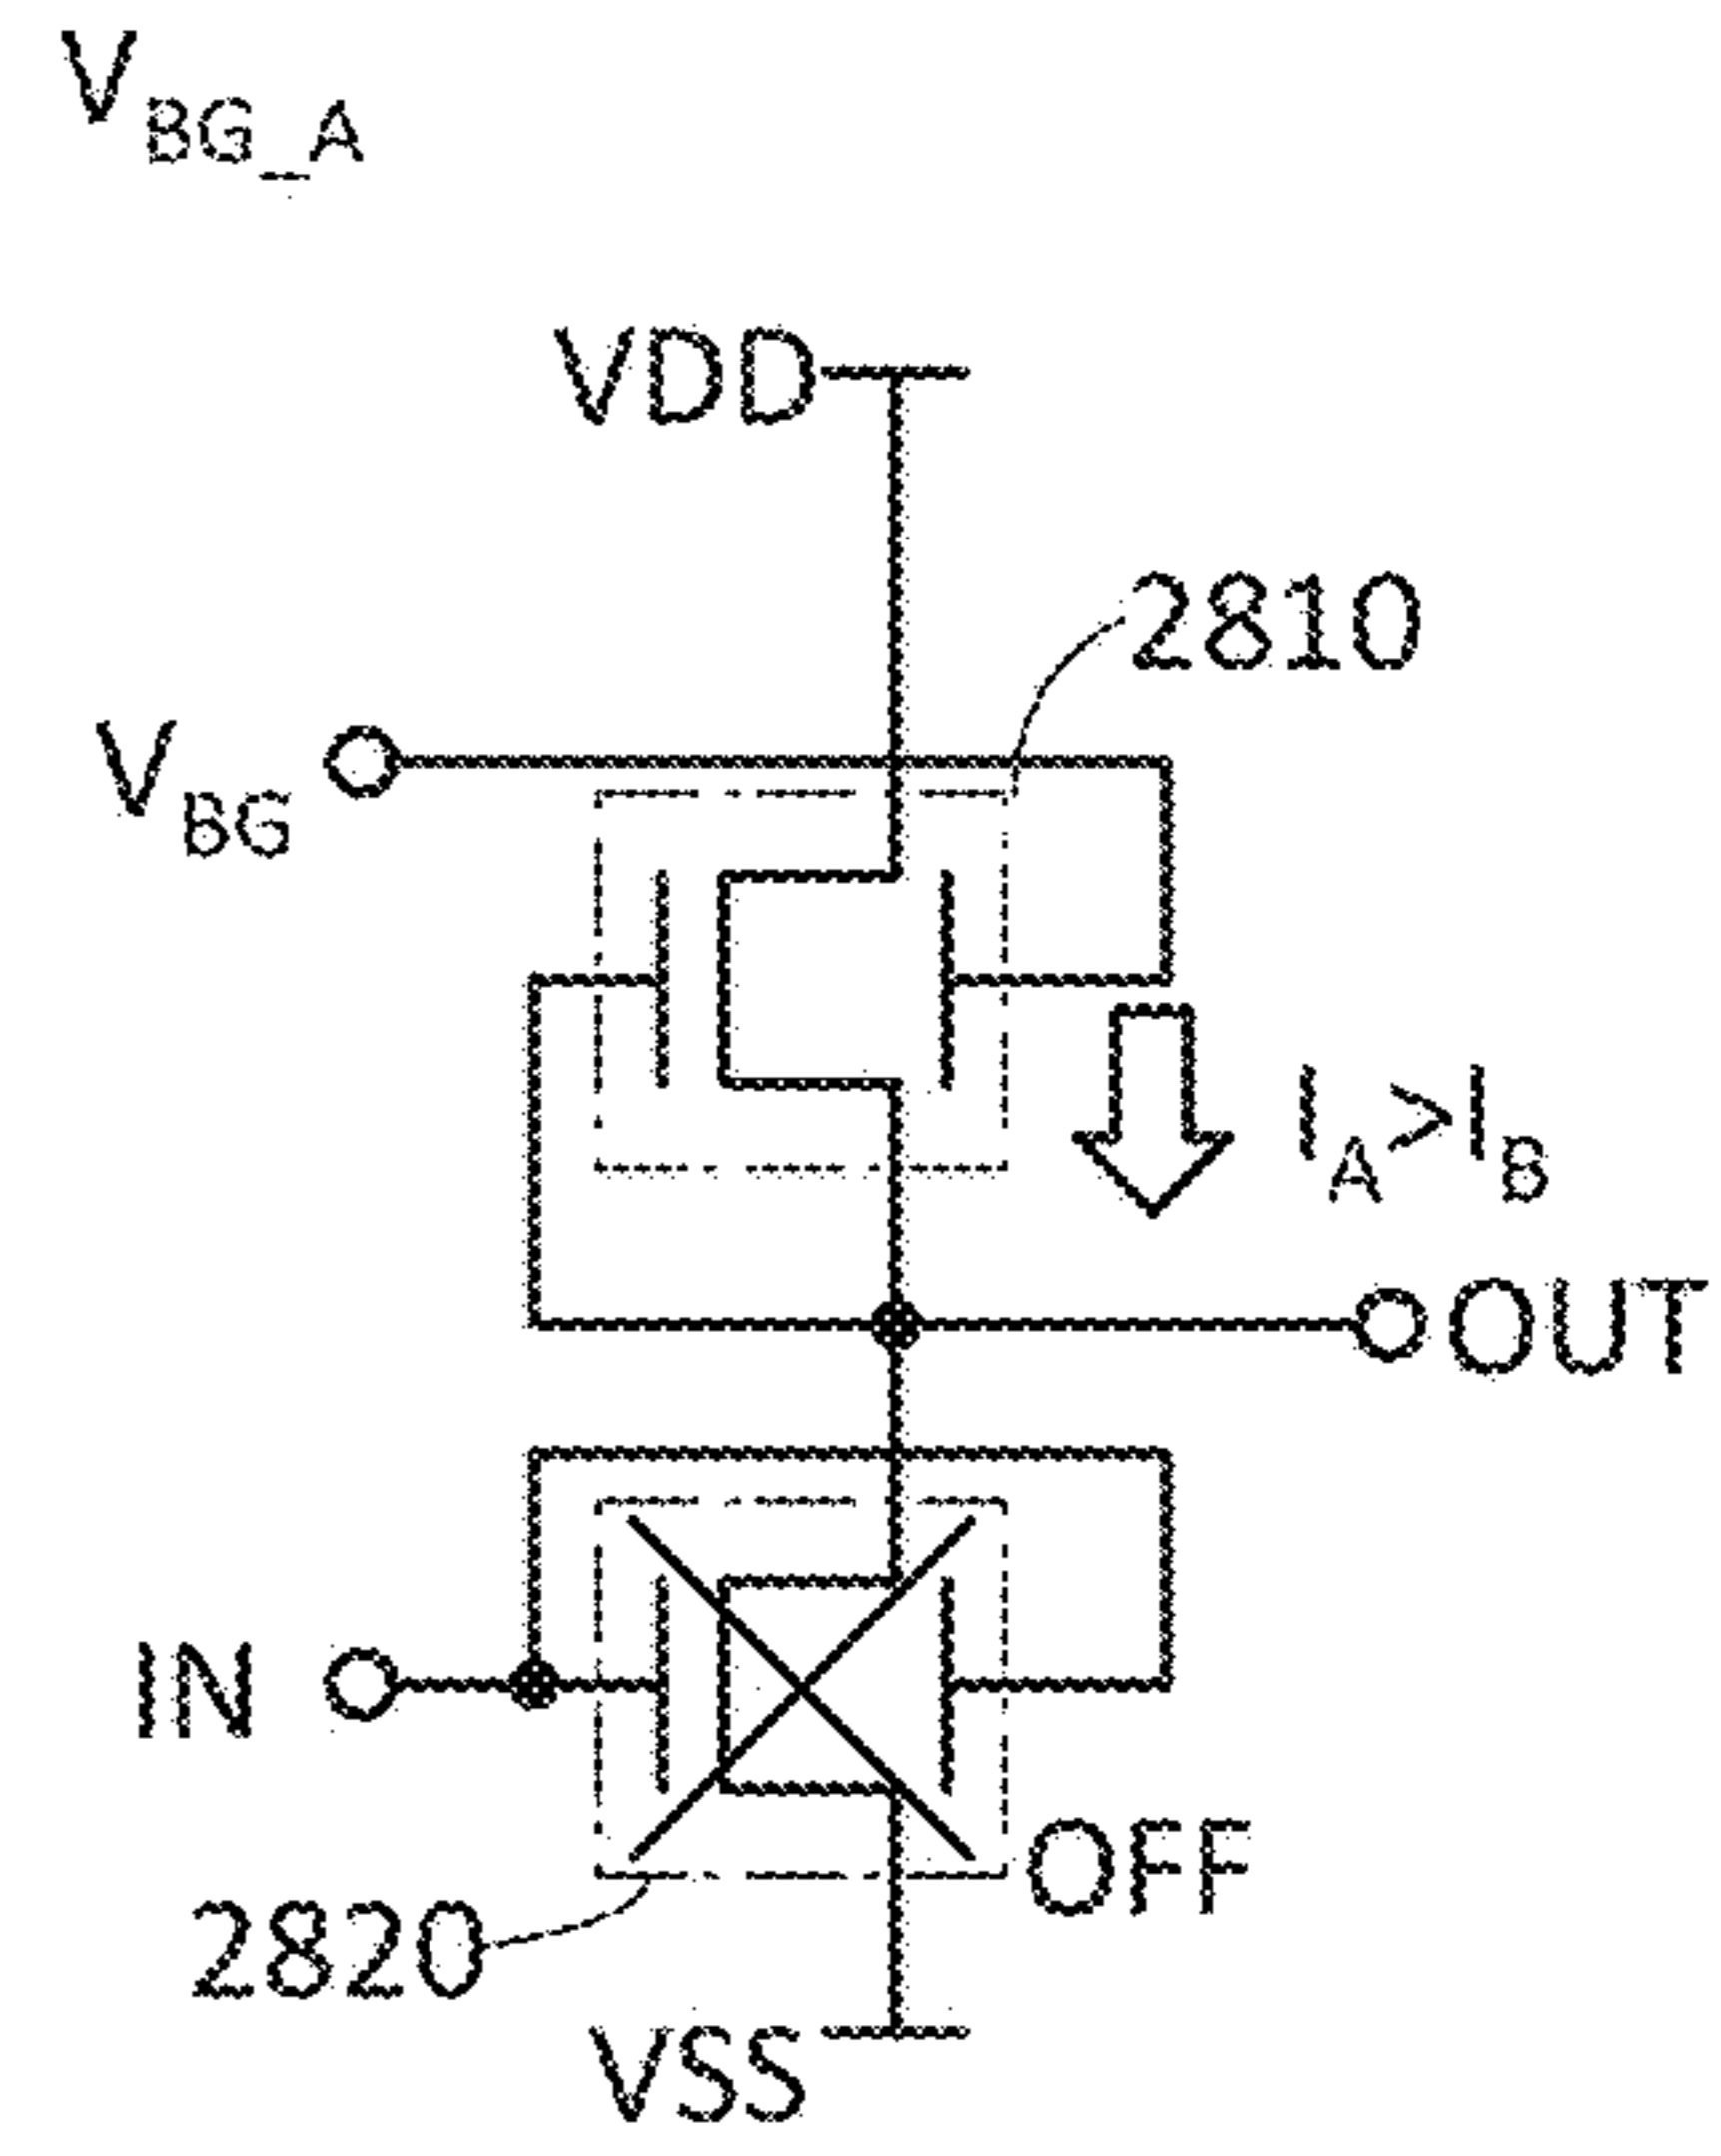 V_BG_A
VDD
2810
V_BG
I_A>I_B
OUT
IN
OFF
2820
VSS